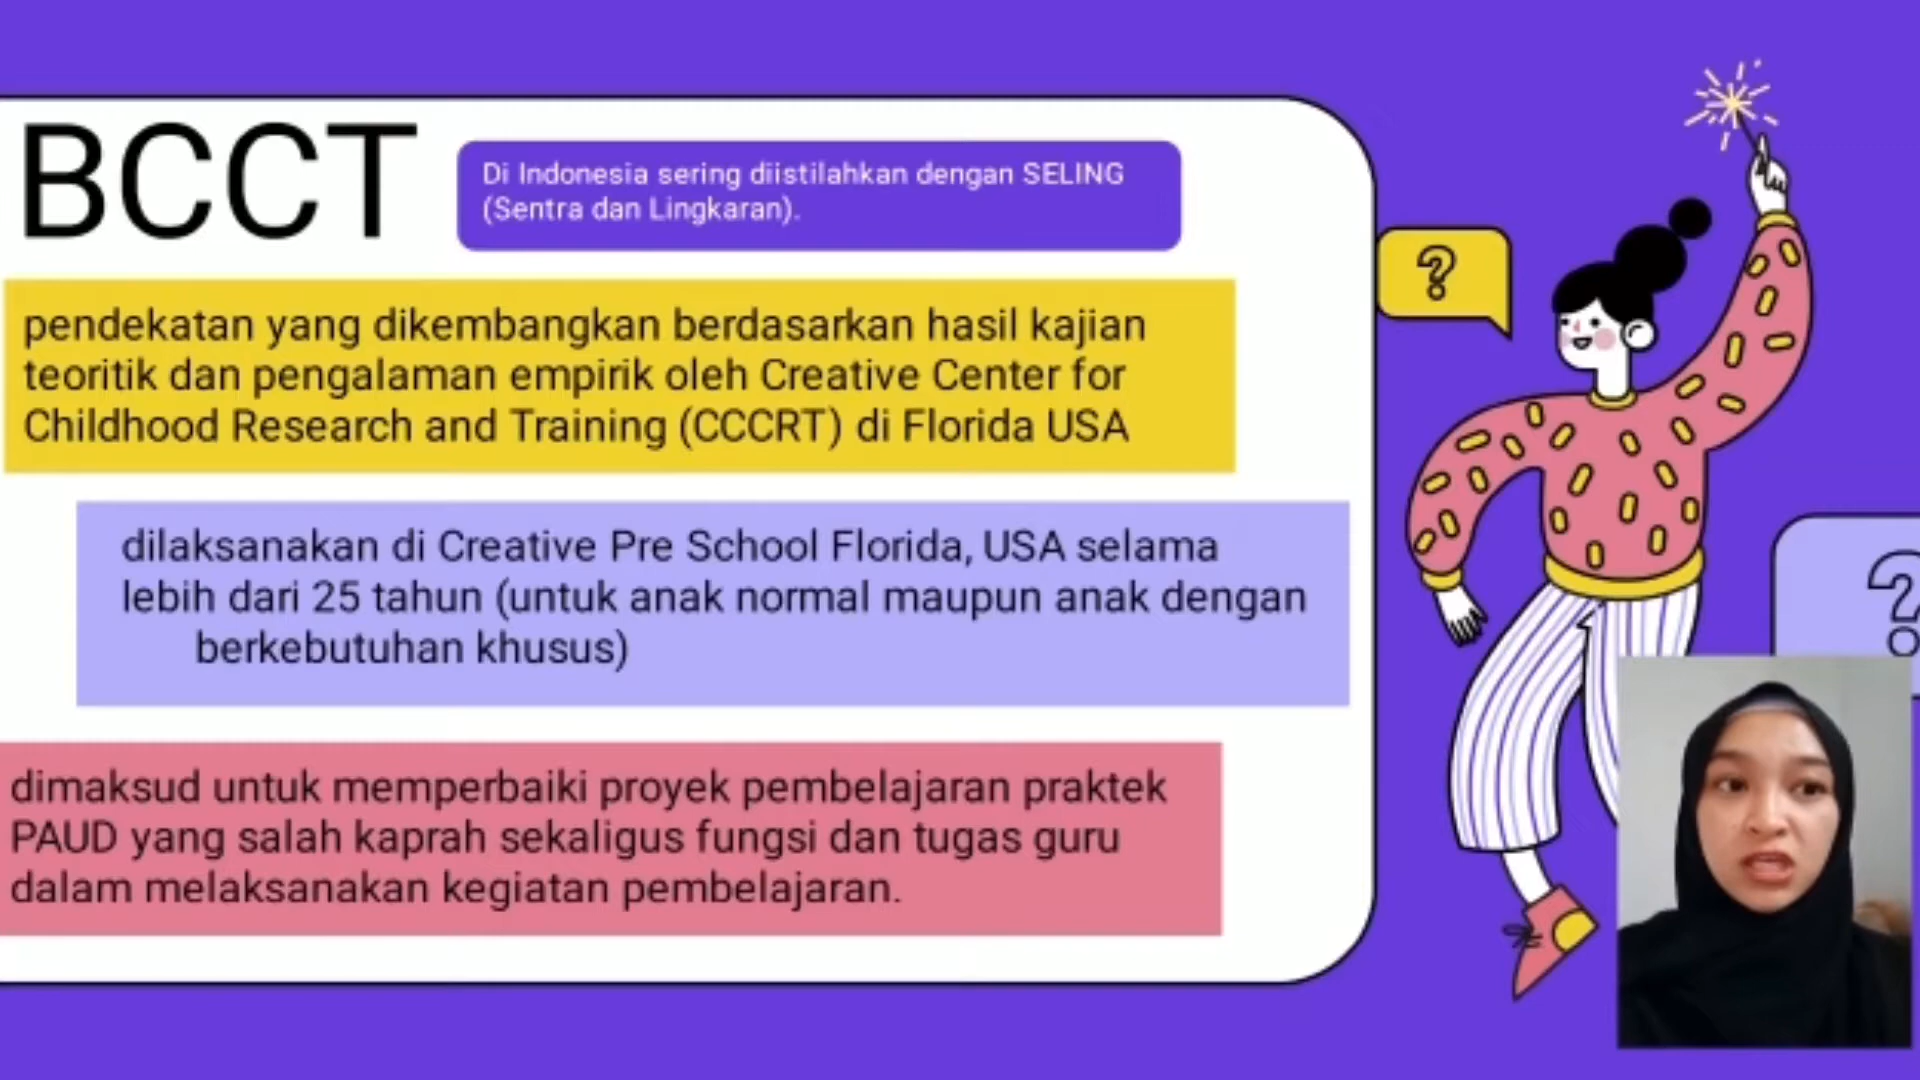 BCCT
Di Indonesia sering diistilahkan dengan SELING
(Sentra dan Lingkaran).
?
pendekatan yang dikembangkan berdasarkan hasil kajian
teoritik dan pengalaman empirik oleh Creative Center for
Childhood Research and Training (CCCRT) di Florida USA
dilaksanakan di Creative Pre School Florida, USA selama
lebih dari 25 tahun (untuk anak normal maupun anak dengan
berkebutuhan khusus)
?
dimaksud untuk memperbaiki proyek pembelajaran praktek
PAUD yang salah kaprah sekaligus fungsi dan tugas guru
dalam melaksanakan kegiatan pembelajaran.